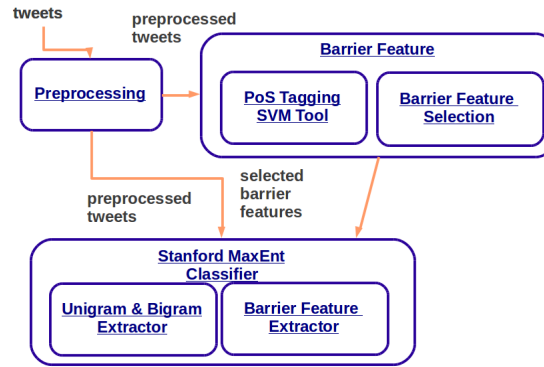 tweets
preprocessed
tweets
Barrier Feature
Preprocessing
PoS Tagging
SVM Tool
Barrier Feature
Selection
preprocessed
tweets
selected
barrier
features
Stanford MaxEnt
Classifier
Unigram & Bigram
Extractor
Barrier Feature
Extractor